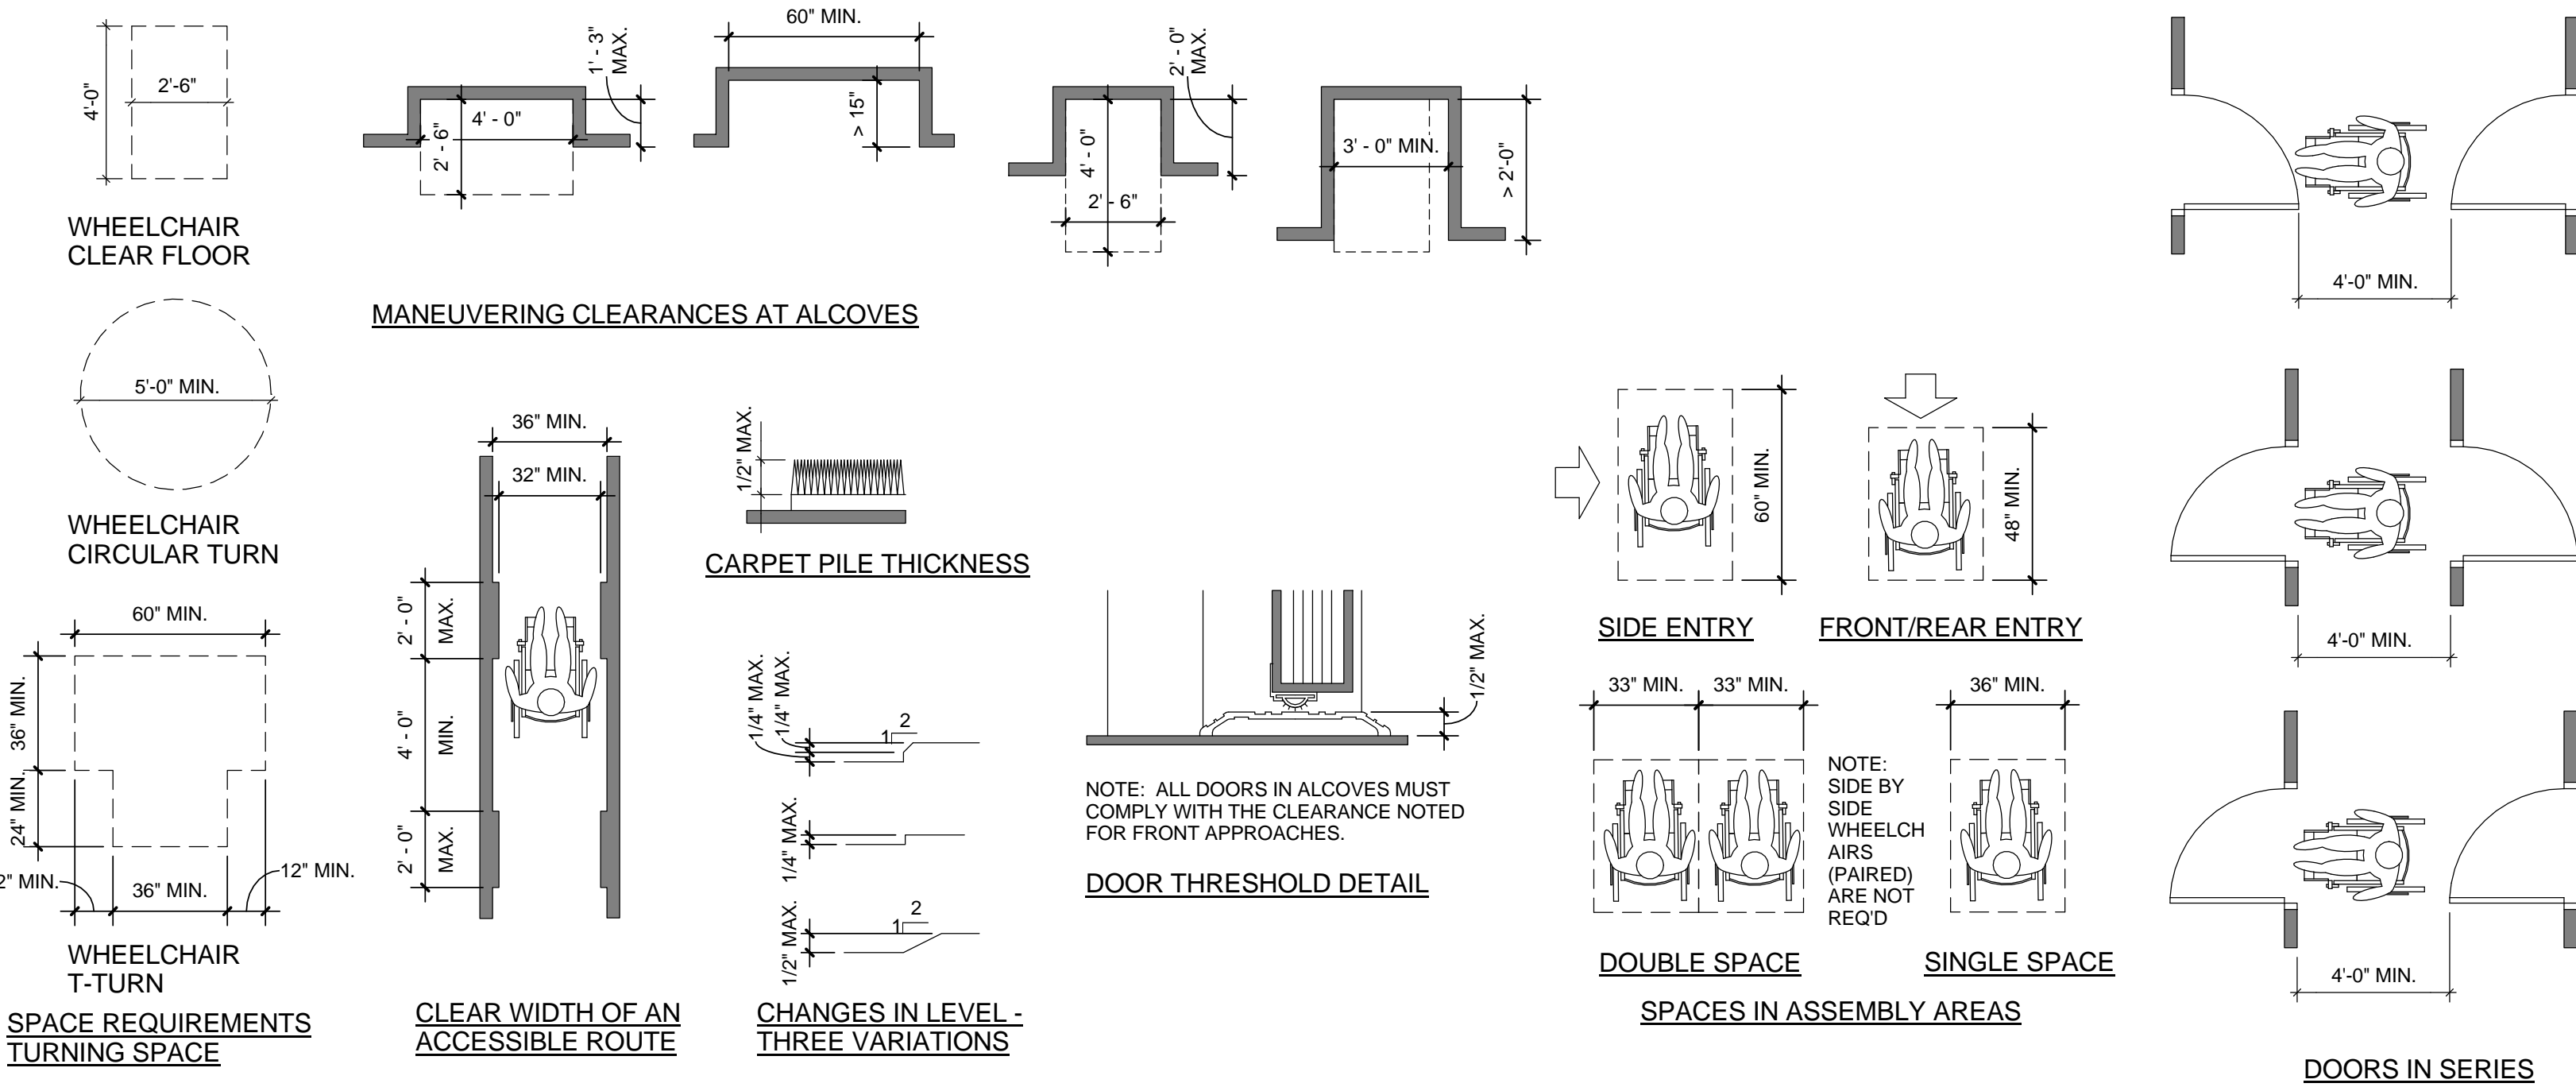 4'-0"
2'-6"
WHEELCHAIR
CLEAR FLOOR
5'-0" MIN.
WHEELCHAIR
CIRCULAR TURN
60" MIN.
36" MIN.
24" MIN.
2" MIN.
36" MIN.
12" MIN.
WHEELCHAIR
T-TURN
SPACE REQUIREMENTS
TURNING SPACE
4' - 0"
2' - 6"
1' - 3"
MAX.
60" MIN.
> 15"
4' - 0"
2' - 6"
2' - 0"
MAX.
3' - 0" MIN.
> 2'-0"
MANEUVERING CLEARANCES AT ALCOVES
36" MIN.
32" MIN.
2' - 0"
MAX.
4' - 0"
MIN.
2' - 0"
MAX.
CLEAR WIDTH OF AN
ACCESSIBLE ROUTE
1/2" MAX.
CARPET PILE THICKNESS
1/4" MAX.
1/4" MAX.
1
2
1/4" MAX.
1/2" MAX.
1
2
CHANGES IN LEVEL -
THREE VARIATIONS
1/2" MAX.
NOTE: ALL DOORS IN ALCOVES MUST
COMPLY WITH THE CLEARANCE NOTED
FOR FRONT APPROACHES.
DOOR THRESHOLD DETAIL
60" MIN.
SIDE ENTRY
48" MIN.
FRONT/REAR ENTRY
33" MIN.
33" MIN.
DOUBLE SPACE
NOTE:
SIDE BY
SIDE
WHEELCH
AIRS
(PAIRED)
ARE NOT
REQ'D
36" MIN.
SINGLE SPACE
SPACES IN ASSEMBLY AREAS
4'-0" MIN.
4'-0" MIN.
4'-0" MIN.
DOORS IN SERIES